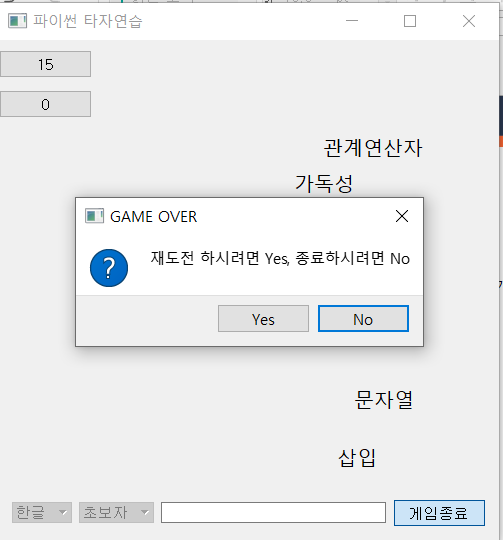 파이썬 타자연습
15
0
관계연산자
가독성
GAME OVER
재도전 하시려면 Yes, 종료하시려면 No
Yes
No
문자열
삽입
한글
초보자
게임종료